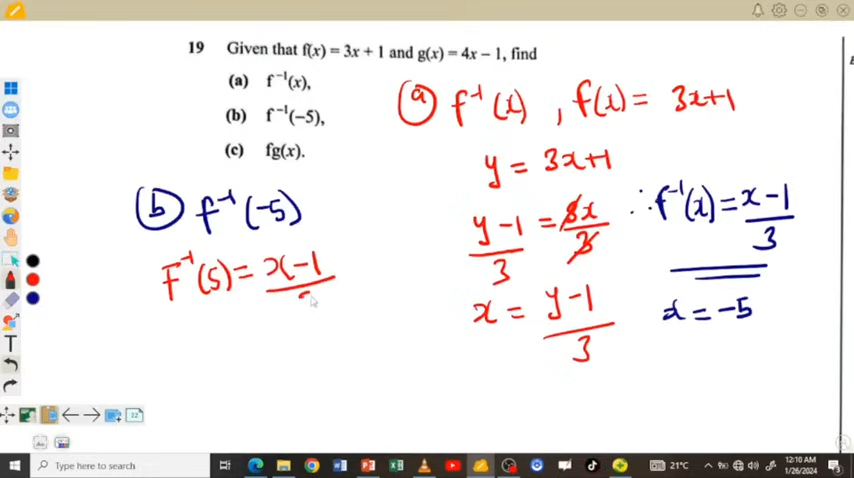 19 Given that f(x) = 3x + 1 and g(x) = 4x − 1, find
(a) f⁻¹(x),
(b) f⁻¹(−5),
(c) fg(x).
(a) f⁻¹(x) , f(x) = 3x+1
y = 3x+1
y−1/3 = 3x/3
x = y−1/3
∴ f⁻¹(x) = x−1/3
x = −5
(b) f⁻¹(−5)
F⁻¹(5) = x−1
T
12
Type here to search
21°C
12:10 AM
1/26/2024
3